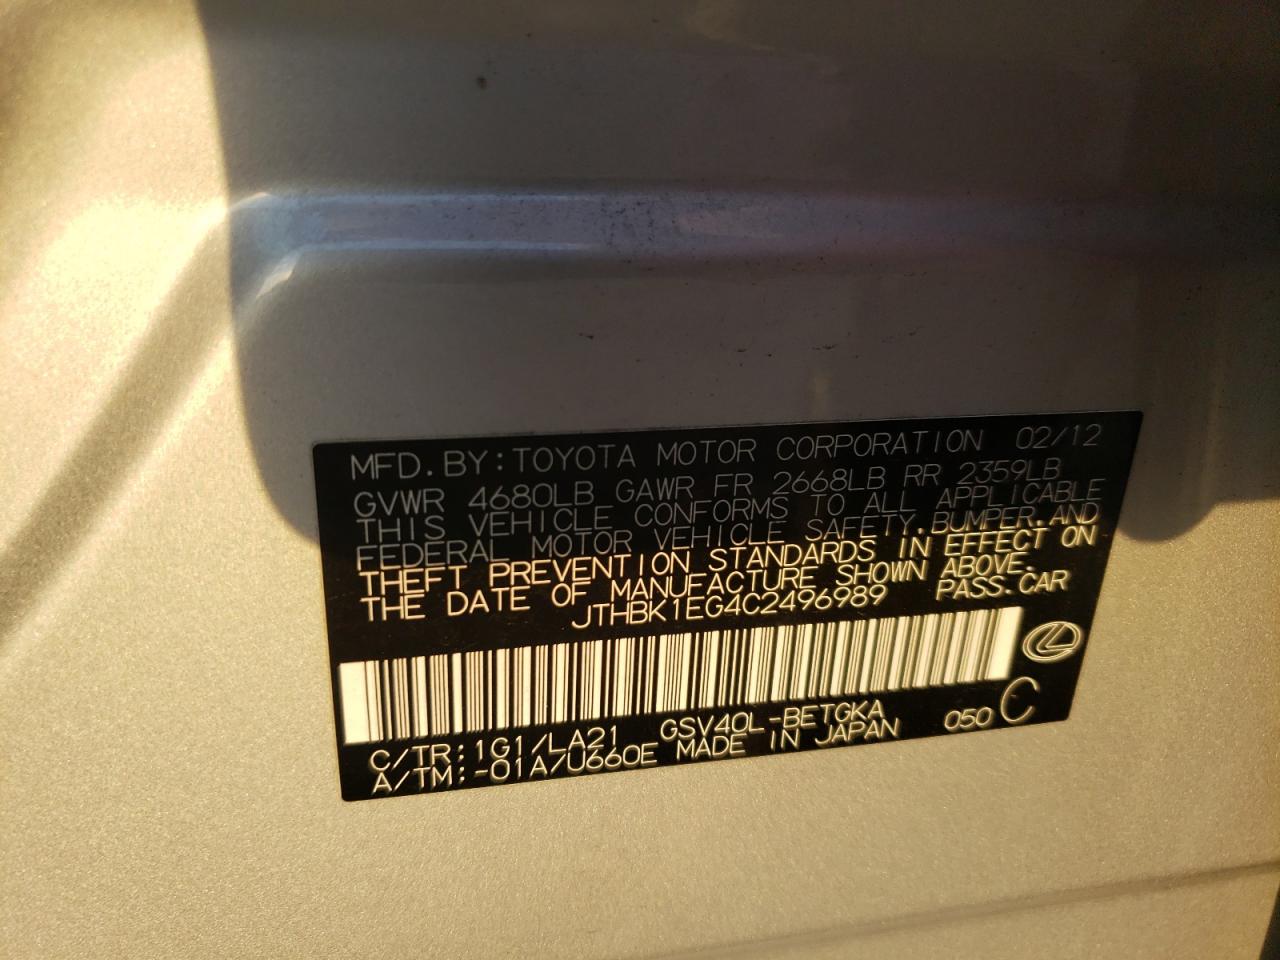 MFD.BY:TOYOTA MOTOR CORPORATION 02/12
GVWR 4680LB GAWR FR 2668LB RR 2359LB
THIS VEHICLE CONFORMS TO ALL APPLICABLE
FEDERAL MOTOR VEHICLE SAFETY,BUMPER,AND
THEFT PREVENTION STANDARDS IN EFFECT ON
THE DATE OF MANUFACTURE SHOWN ABOVE.
JTHBK1EG4C2496989 PASS.CAR
C/TR:1G1/LA21 GSV40L-BETGKA 050 C
A/TM:-01A/U660E MADE IN JAPAN